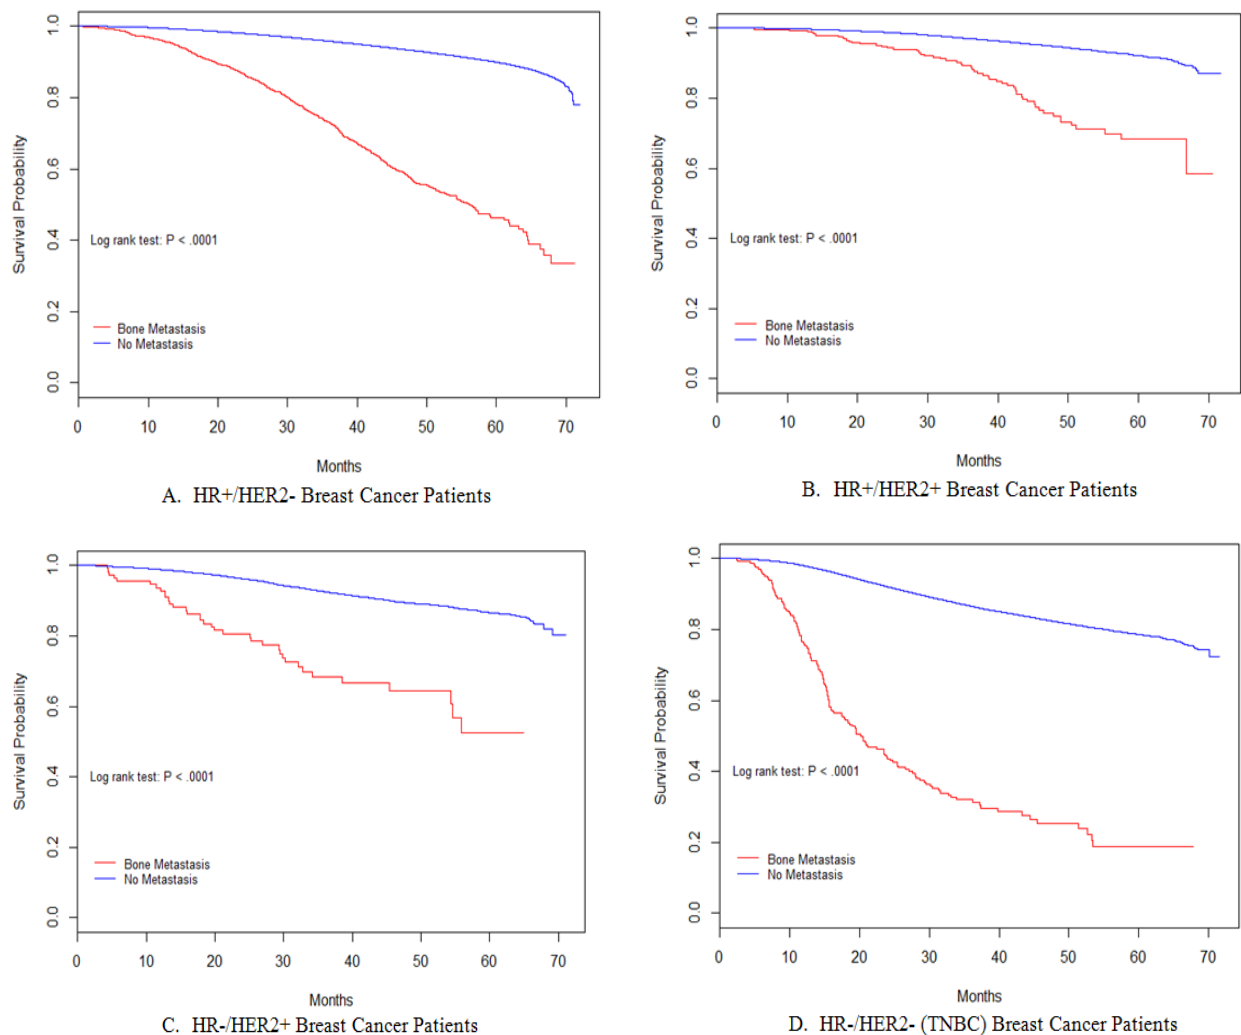 1.0
0.8
0.6
0.4
0.2
0.0
Survival Probability
Log rank test: P < .0001
Bone Metastasis
No Metastasis
0 10 20 30 40 50 60 70
Months
A. HR+/HER2- Breast Cancer Patients
1.0
0.8
0.6
0.4
0.2
0.0
Survival Probability
Log rank test: P < .0001
Bone Metastasis
No Metastasis
0 10 20 30 40 50 60 70
Months
B. HR+/HER2+ Breast Cancer Patients
1.0
0.8
0.6
0.4
0.2
0.0
Survival Probability
Log rank test: P < .0001
Bone Metastasis
No Metastasis
0 10 20 30 40 50 60 70
Months
C. HR-/HER2+ Breast Cancer Patients
1.0
0.8
0.6
0.4
0.2
0.0
Survival Probability
Log rank test: P < .0001
Bone Metastasis
No Metastasis
0 10 20 30 40 50 60 70
Months
D. HR-/HER2- (TNBC) Breast Cancer Patients